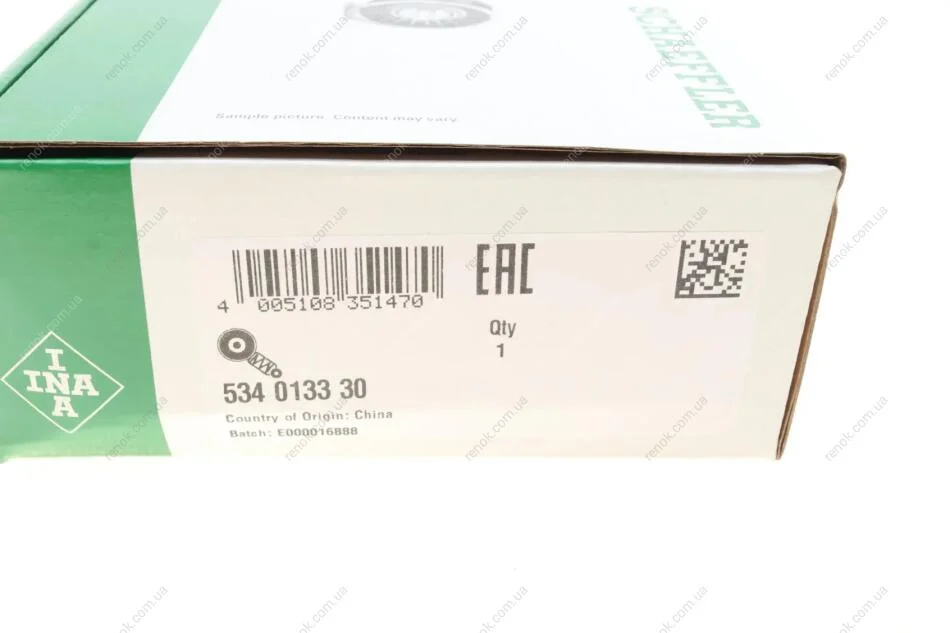 SCHAEFFLER
Sample picture. Content may vary.
4 005108 351470
EAC
Qty
1
INA
INA
534 0133 30
Country of Origin: China
Batch: E000016888
renok.com.ua